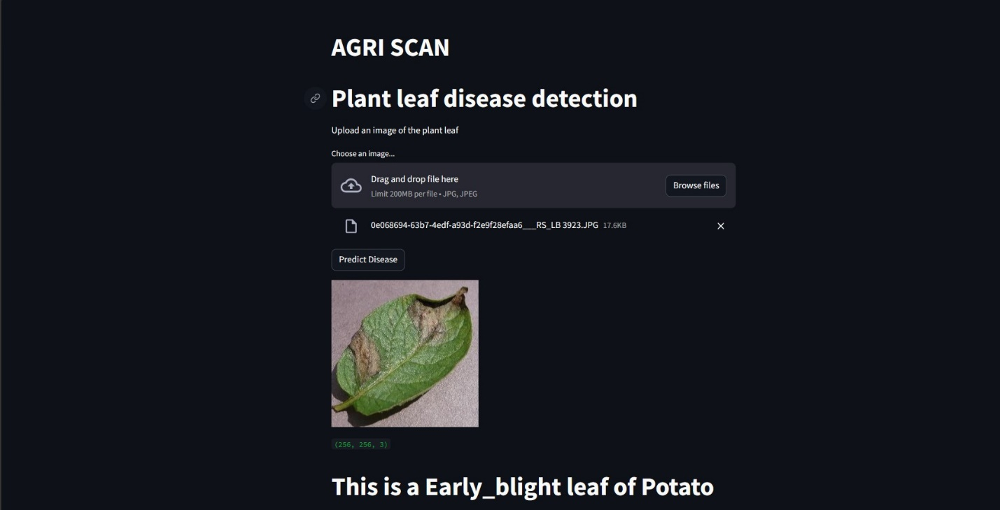 AGRI SCAN
Plant leaf disease detection
Upload an image of the plant leaf
Choose an image...
Drag and drop file here
Limit 200MB per file • JPG, JPEG
Browse files
0e068694-63b7-4edf-a93d-f2e9f28efaa6___RS_LB 3923.JPG 17.6KB
Predict Disease
(256, 256, 3)
This is a Early_blight leaf of Potato